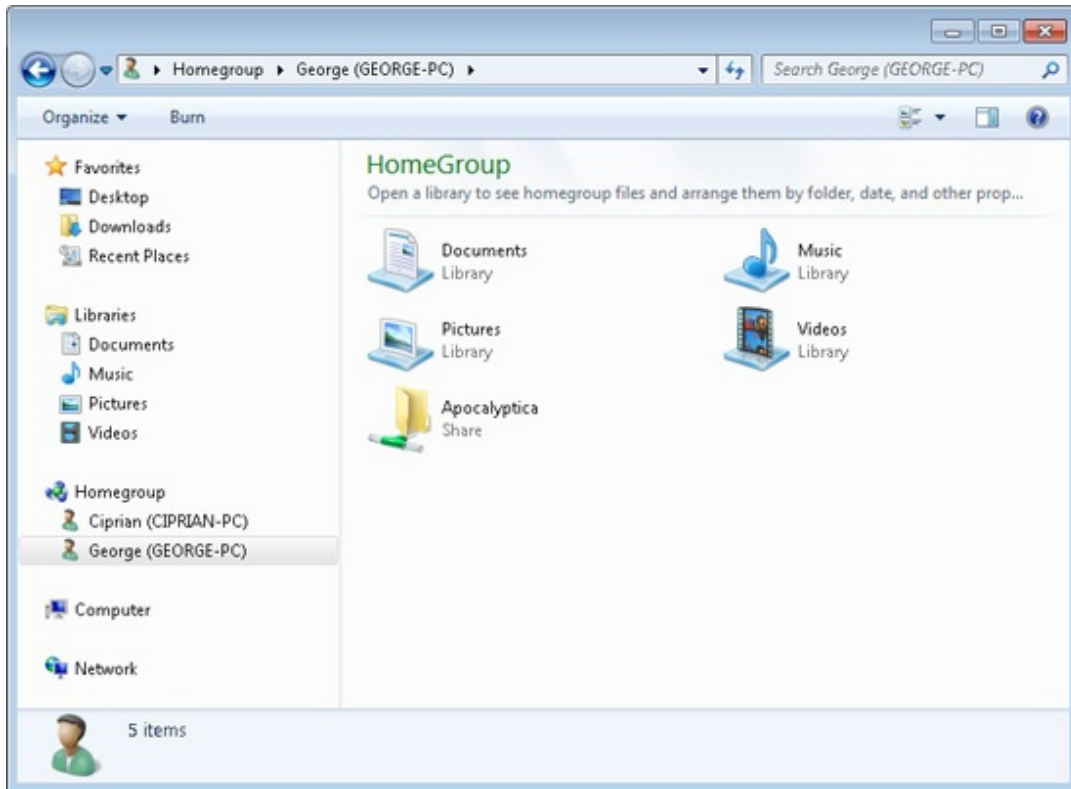 Homegroup George (GEORGE-PC)
Search George (GEORGE-PC)
Organize Burn
Favorites
Desktop
Downloads
Recent Places
Libraries
Documents
Music
Pictures
Videos
Homegroup
Ciprian (CIPRIAN-PC)
George (GEORGE-PC)
Computer
Network
HomeGroup
Open a library to see homegroup files and arrange them by folder, date, and other prop...
Documents
Library
Music
Library
Pictures
Library
Videos
Library
Apocalyptica
Share
5 items